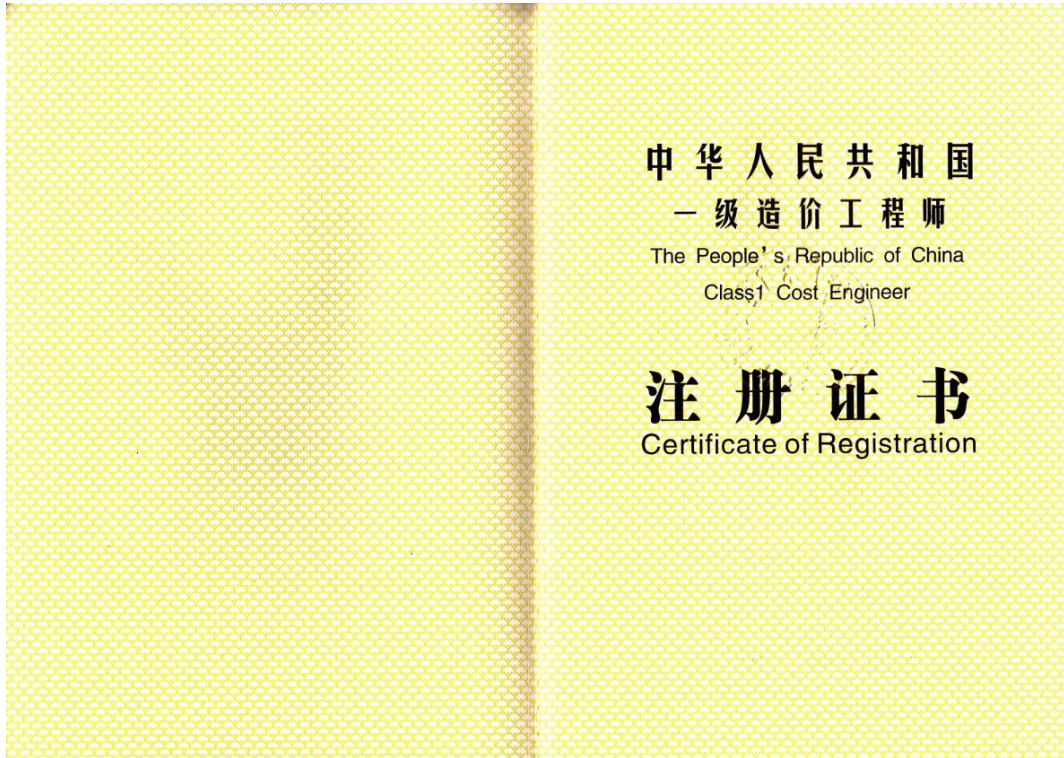 中华人民共和国
一级造价工程师
The People's Republic of China
Class1 Cost Engineer
注册证书
Certificate of Registration